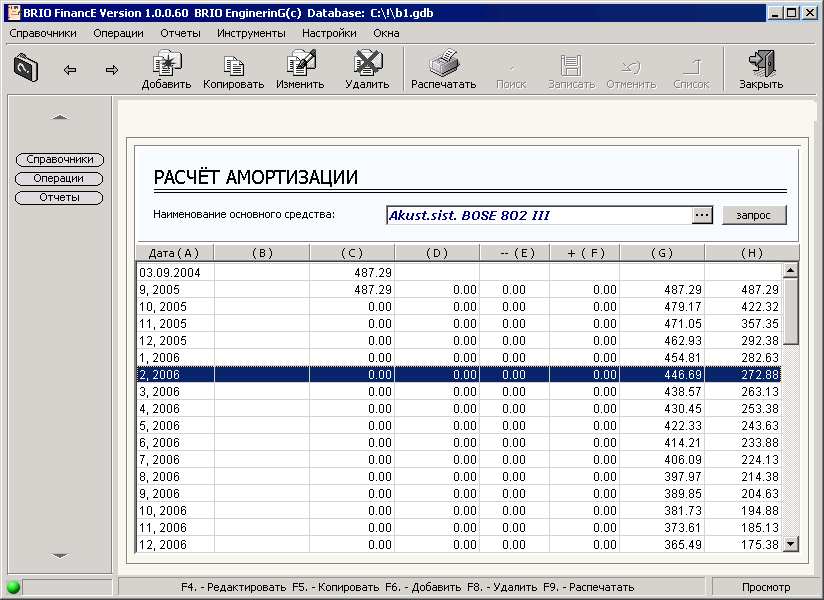 BRIO FinancE Version 1.0.0.60 BRIO EngineerinG(c) Database: C:\!\b1.gdb
Справочники Операции Отчеты Инструменты Настройки Окна
Добавить Копировать Изменить Удалить Распечатать Поиск Записать Отменить Список Закрыть
Справочники
Операции
Отчеты
РАСЧЁТ АМОРТИЗАЦИИ
Наименование основного средства: Akust.sist. BOSE 802 III ... запрос
Дата ( A ) ( B ) ( C ) ( D ) -- ( E ) + ( F ) ( G ) ( H )
03.09.2004 487.29
9, 2005 487.29 0.00 0.00 0.00 487.29 487.29
10, 2005 0.00 0.00 0.00 0.00 479.17 422.32
11, 2005 0.00 0.00 0.00 0.00 471.05 357.35
12, 2005 0.00 0.00 0.00 0.00 462.93 292.38
1, 2006 0.00 0.00 0.00 0.00 454.81 282.63
2, 2006 0.00 0.00 0.00 0.00 446.69 272.88
3, 2006 0.00 0.00 0.00 0.00 438.57 263.13
4, 2006 0.00 0.00 0.00 0.00 430.45 253.38
5, 2006 0.00 0.00 0.00 0.00 422.33 243.63
6, 2006 0.00 0.00 0.00 0.00 414.21 233.88
7, 2006 0.00 0.00 0.00 0.00 406.09 224.13
8, 2006 0.00 0.00 0.00 0.00 397.97 214.38
9, 2006 0.00 0.00 0.00 0.00 389.85 204.63
10, 2006 0.00 0.00 0.00 0.00 381.73 194.88
11, 2006 0.00 0.00 0.00 0.00 373.61 185.13
12, 2006 0.00 0.00 0.00 0.00 365.49 175.38
F4. - Редактировать F5. - Копировать F6. - Добавить F8. - Удалить F9. - Распечатать Просмотр